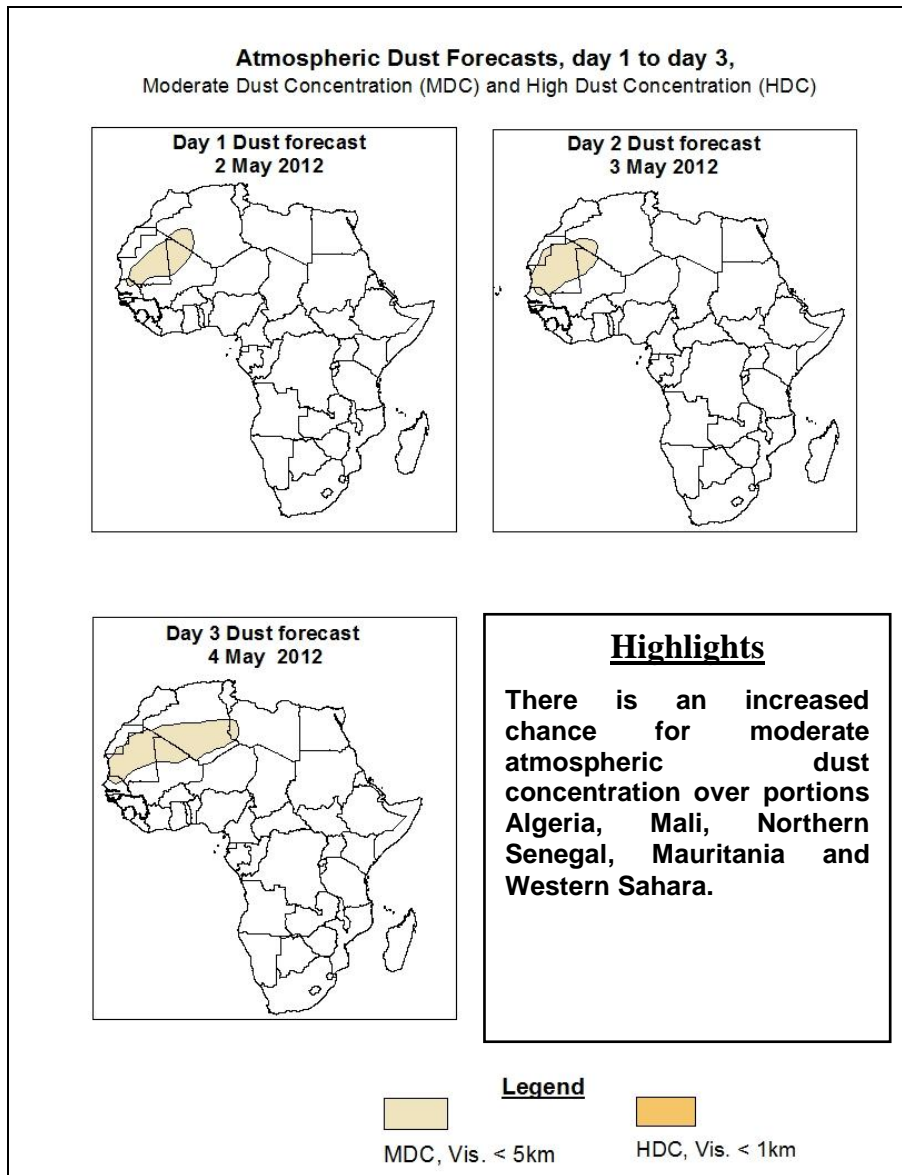 Atmospheric Dust Forecasts, day 1 to day 3,
Moderate Dust Concentration (MDC) and High Dust Concentration (HDC)
Day 1 Dust forecast
2 May 2012
Day 2 Dust forecast
3 May 2012
Day 3 Dust forecast
4 May 2012
Highlights
There is an increased
chance for moderate
atmospheric dust
concentration over portions
Algeria, Mali, Northern
Senegal, Mauritania and
Western Sahara.
Legend
MDC, Vis. < 5km
HDC, Vis. < 1km